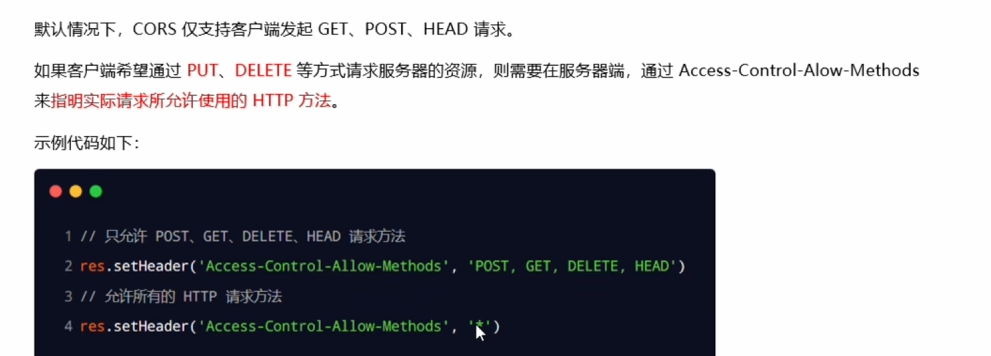 默认情况下，CORS 仅支持客户端发起 GET、POST、HEAD 请求。
如果客户端希望通过 PUT、DELETE 等方式请求服务器的资源，则需要在服务器端，通过 Access-Control-Alow-Methods
来指明实际请求所允许使用的 HTTP 方法。
示例代码如下：
1 // 只允许 POST、GET、DELETE、HEAD 请求方法
2 res.setHeader('Access-Control-Allow-Methods', 'POST, GET, DELETE, HEAD')
3 // 允许所有的 HTTP 请求方法
4 res.setHeader('Access-Control-Allow-Methods', '*')